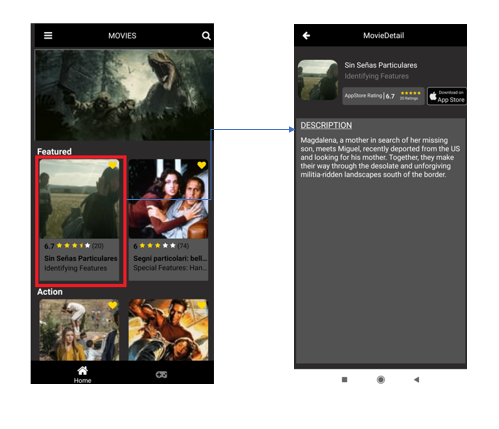 MOVIES
Featured
6.7 (20)
Sin Señas Particulares
Identifying Features
6 (74)
Segni particolari: bell...
Special Features: Han...
Action
Home
MovieDetail
Sin Señas Particulares
Identifying Features
AppStore Rating | 6.7
20 Ratings
Download on
App Store
DESCRIPTION
Magdalena, a mother in search of her missing
son, meets Miguel, recently deported from the US
and looking for his mother. Together, they make
their way through the desolate and unforgiving
militia-ridden landscapes south of the border.